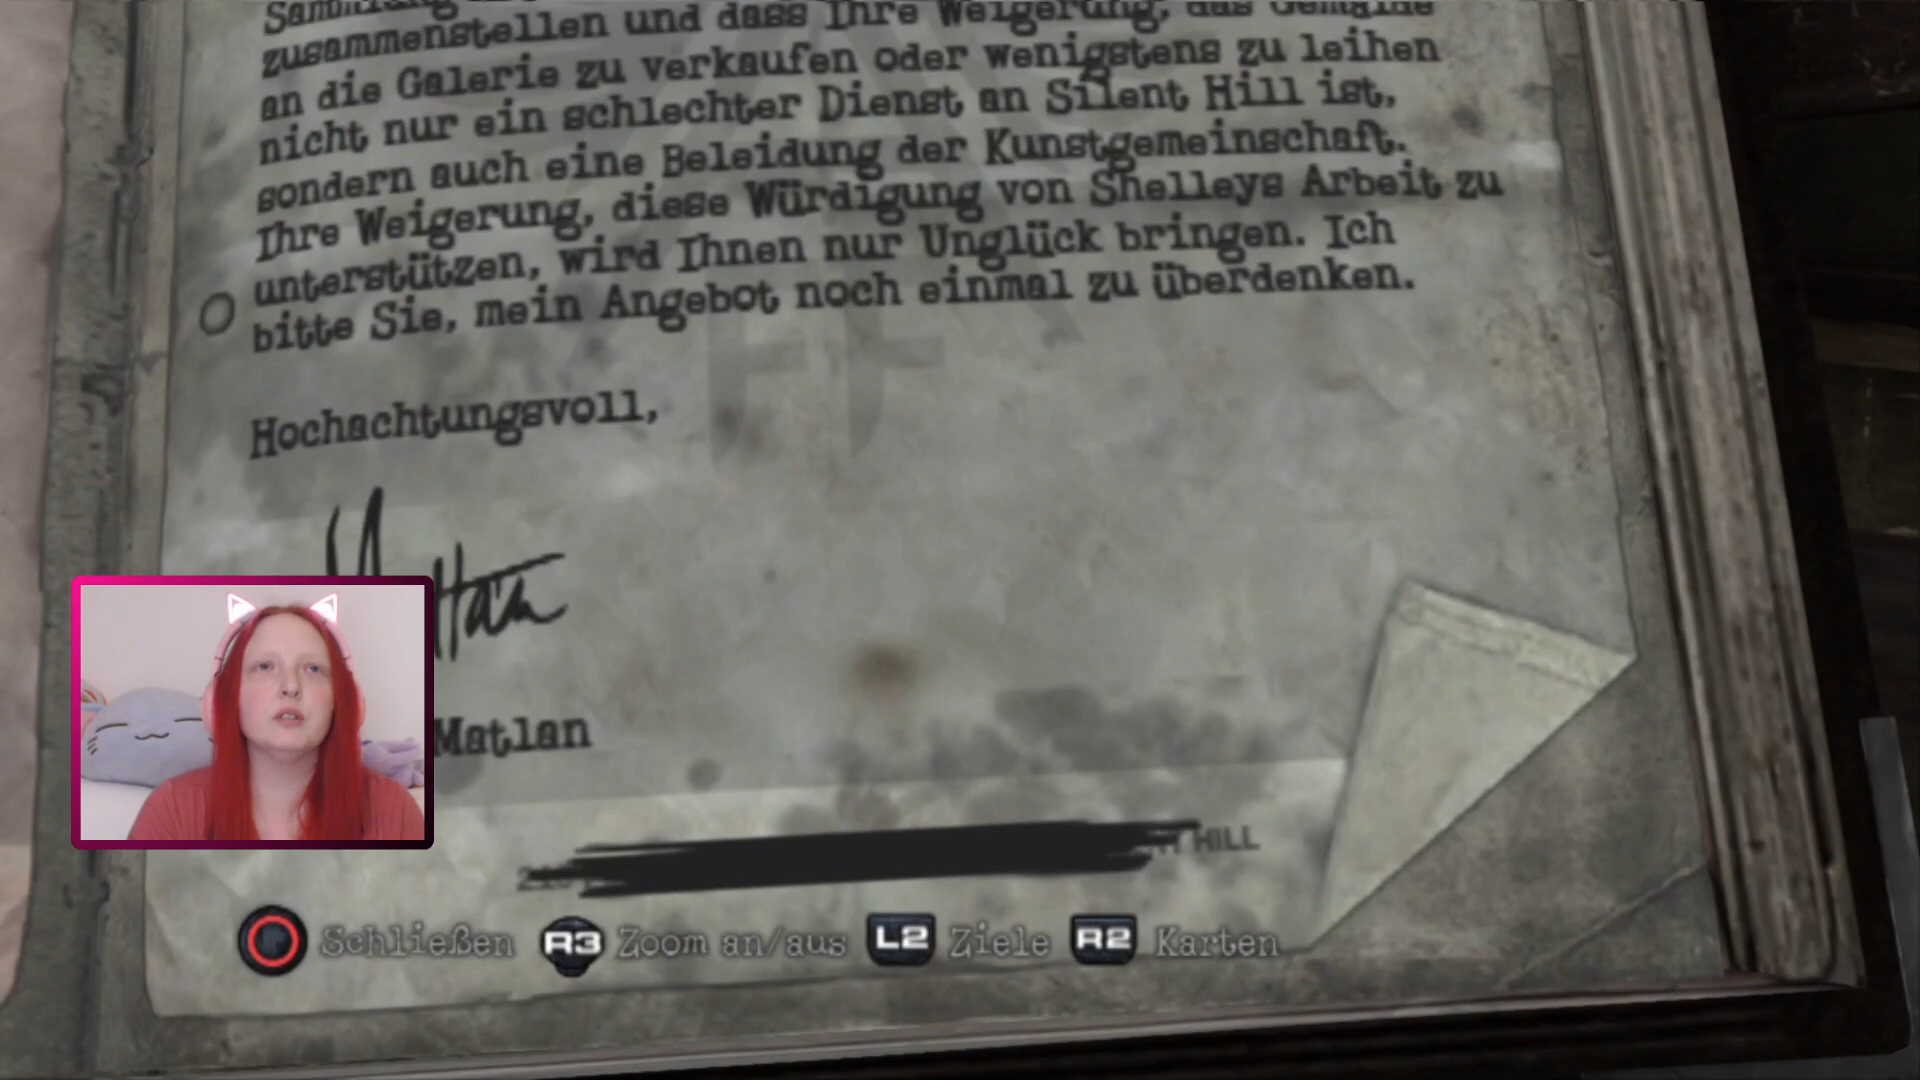 zusammenstellen und dass Ihre Weigerung, das Gemälde
an die Galerie zu verkaufen oder wenigstens zu leihen
nicht nur ein schlechter Dienst an Silent Hill ist,
sondern auch eine Beleidung der Kunstgemeinschaft.
Ihre Weigerung, diese Würdigung von Shelleys Arbeit zu
unterstützen, wird Ihnen nur Unglück bringen. Ich
bitte Sie, mein Angebot noch einmal zu überdenken.
Hochachtungsvoll,
Matlan
HILL
Schließen R3 Zoom an/aus L2 Ziele R2 Karten